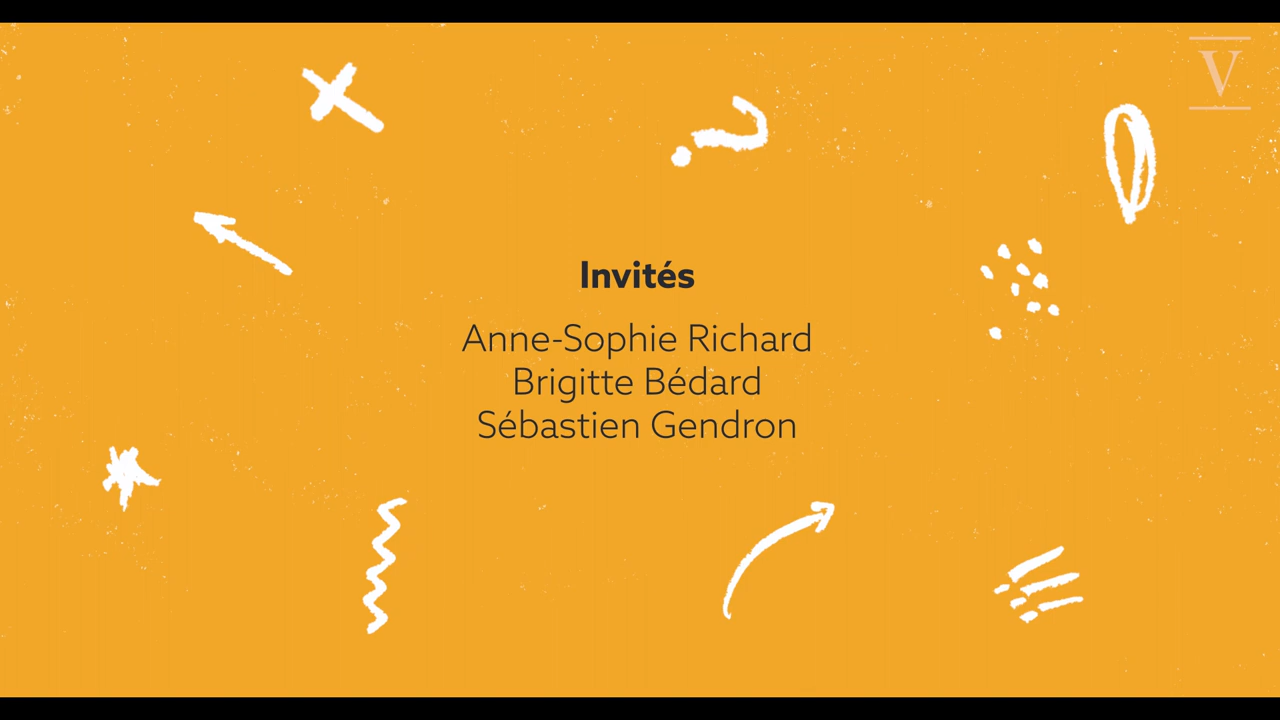 V
Invités
Anne-Sophie Richard
Brigitte Bédard
Sébastien Gendron